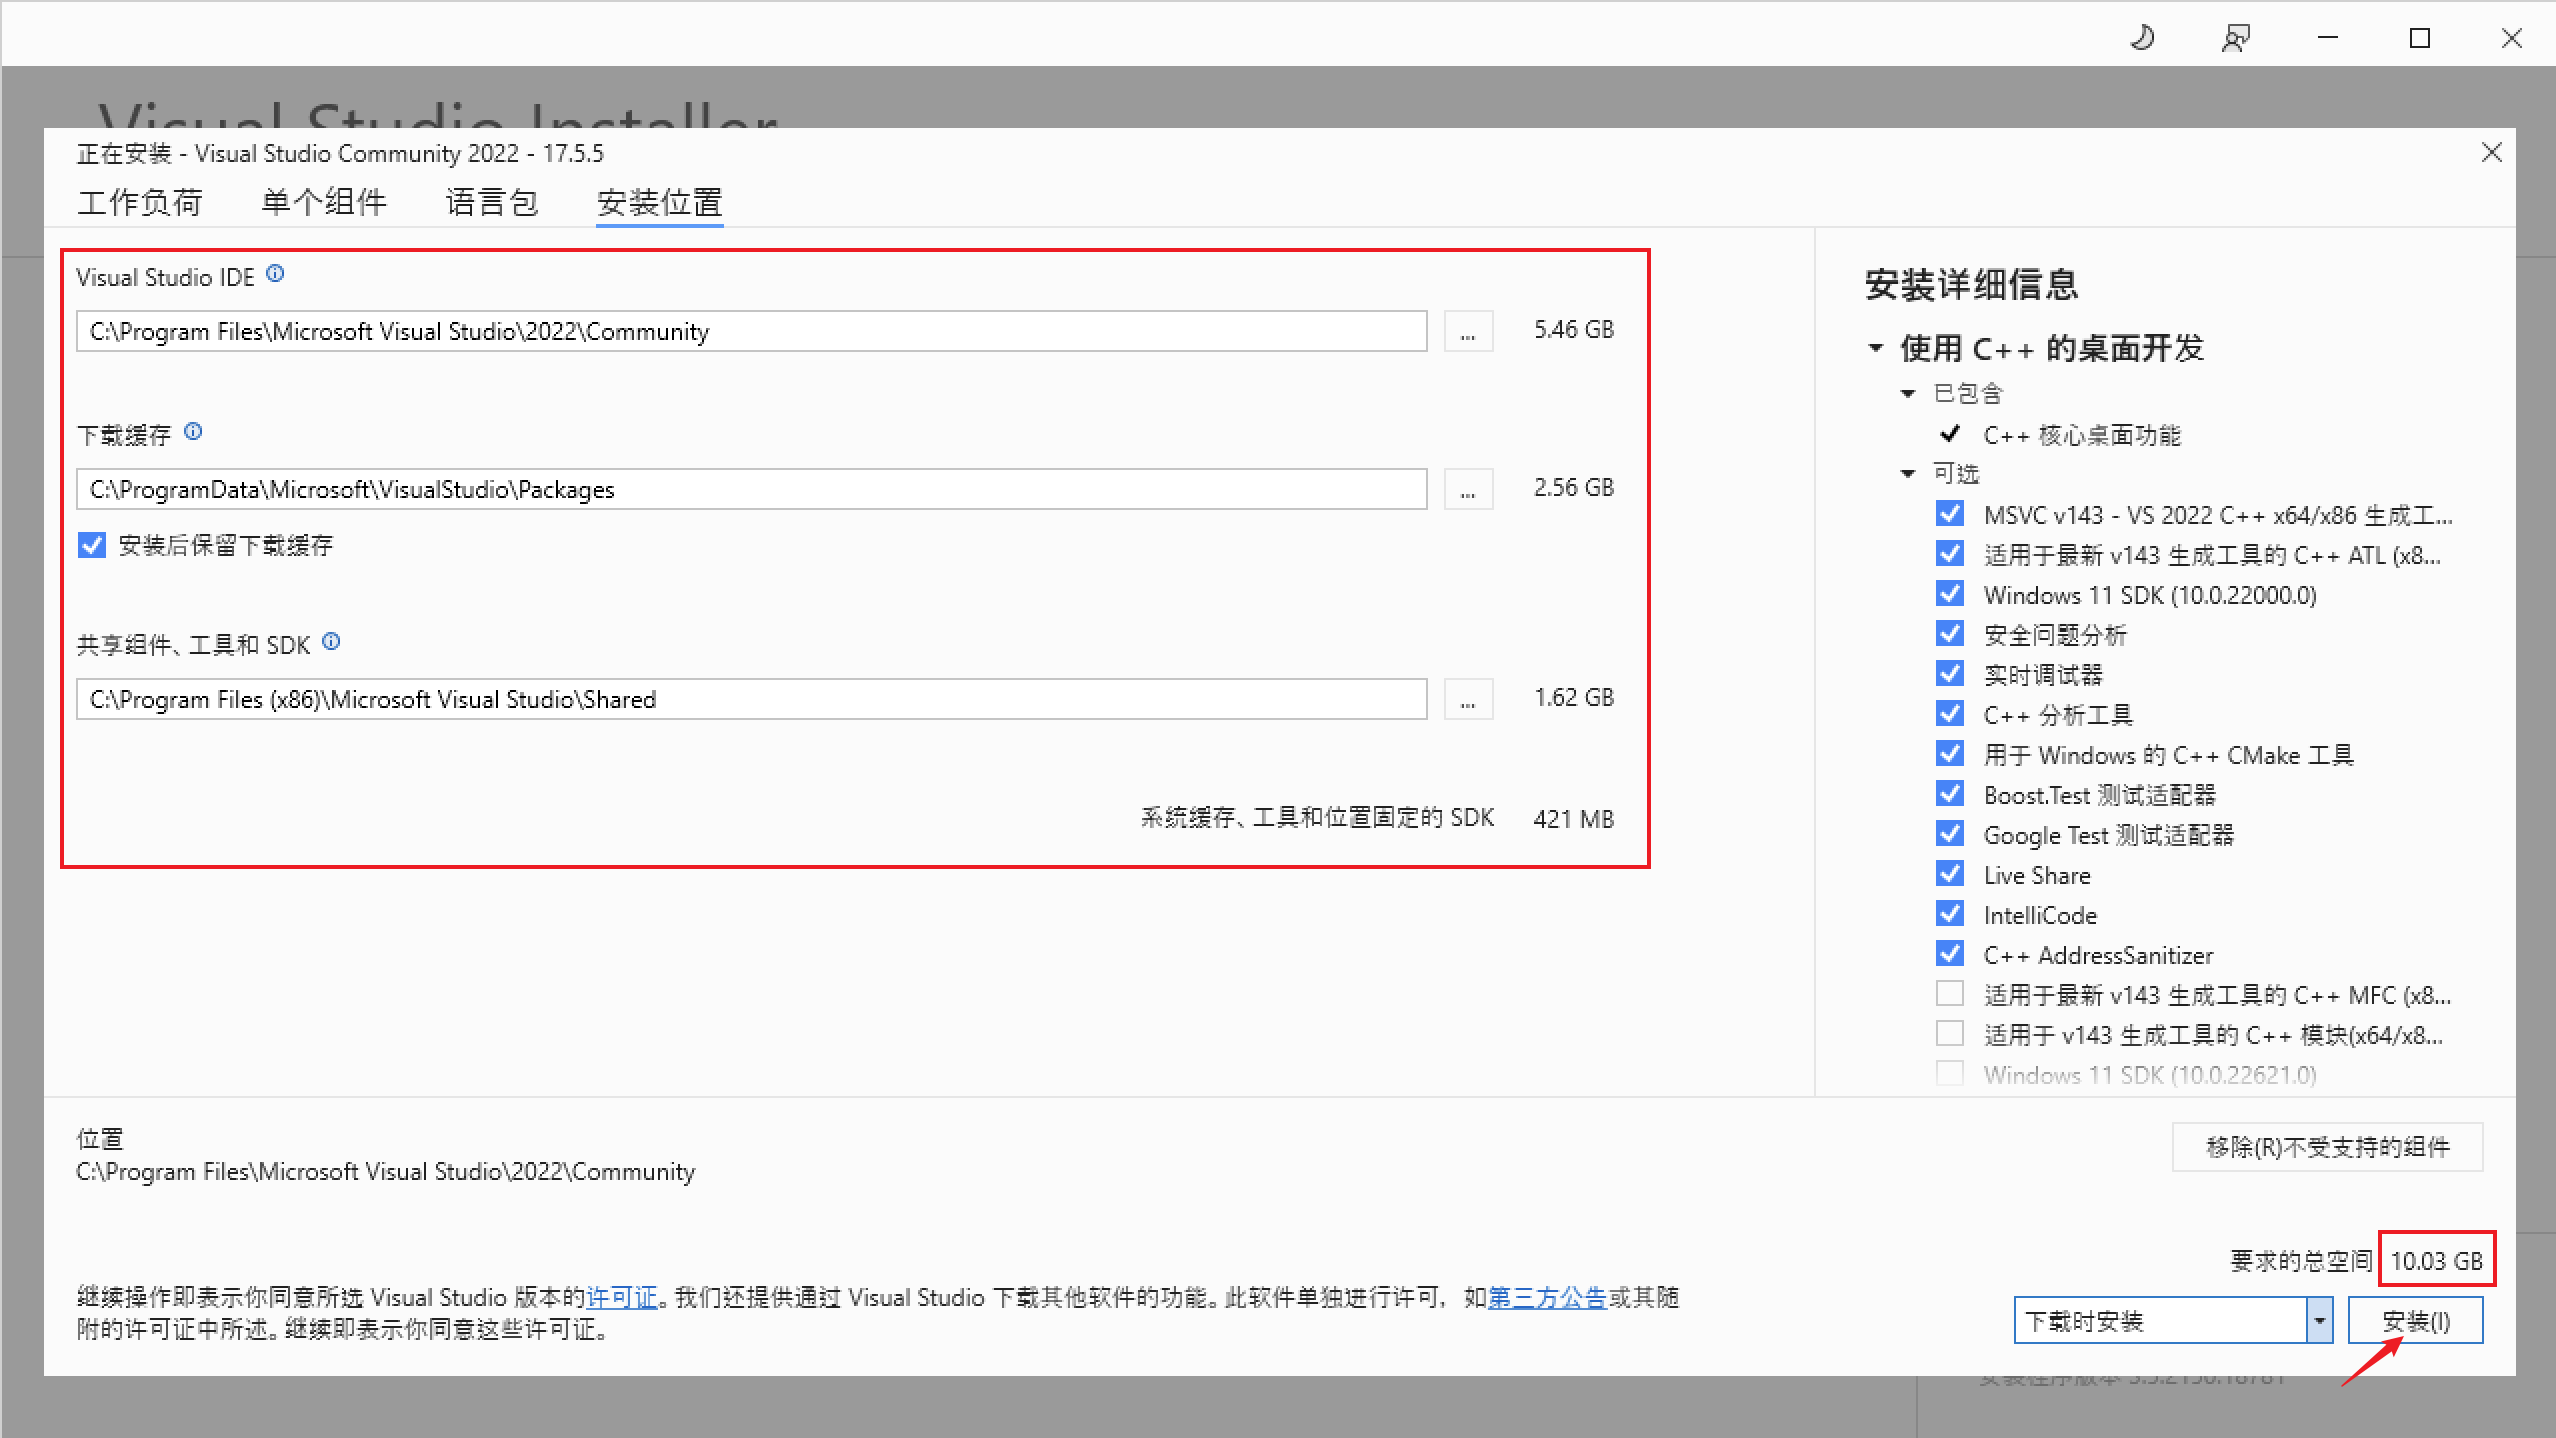 Visual Studio Installer
正在安装 - Visual Studio Community 2022 - 17.5.5
工作负荷 单个组件 语言包 安装位置
Visual Studio IDE
C:\Program Files\Microsoft Visual Studio\2022\Community ... 5.46 GB
下载缓存
C:\ProgramData\Microsoft\VisualStudio\Packages ... 2.56 GB
安装后保留下载缓存
共享组件、工具和 SDK
C:\Program Files (x86)\Microsoft Visual Studio\Shared ... 1.62 GB
系统缓存、工具和位置固定的 SDK 421 MB
安装详细信息
使用 C++ 的桌面开发
已包含
C++ 核心桌面功能
可选
MSVC v143 - VS 2022 C++ x64/x86 生成工...
适用于最新 v143 生成工具的 C++ ATL (x8...
Windows 11 SDK (10.0.22000.0)
安全问题分析
实时调试器
C++ 分析工具
用于 Windows 的 C++ CMake 工具
Boost.Test 测试适配器
Google Test 测试适配器
Live Share
IntelliCode
C++ AddressSanitizer
适用于最新 v143 生成工具的 C++ MFC (x8...
适用于 v143 生成工具的 C++ 模块(x64/x8...
Windows 11 SDK (10.0.22621.0)
位置
C:\Program Files\Microsoft Visual Studio\2022\Community
移除(R)不受支持的组件
要求的总空间 10.03 GB
继续操作即表示你同意所选 Visual Studio 版本的许可证。我们还提供通过 Visual Studio 下载其他软件的功能。此软件单独进行许可，如第三方公告或其随
附的许可证中所述。继续即表示你同意这些许可证。
下载时安装 安装(I)